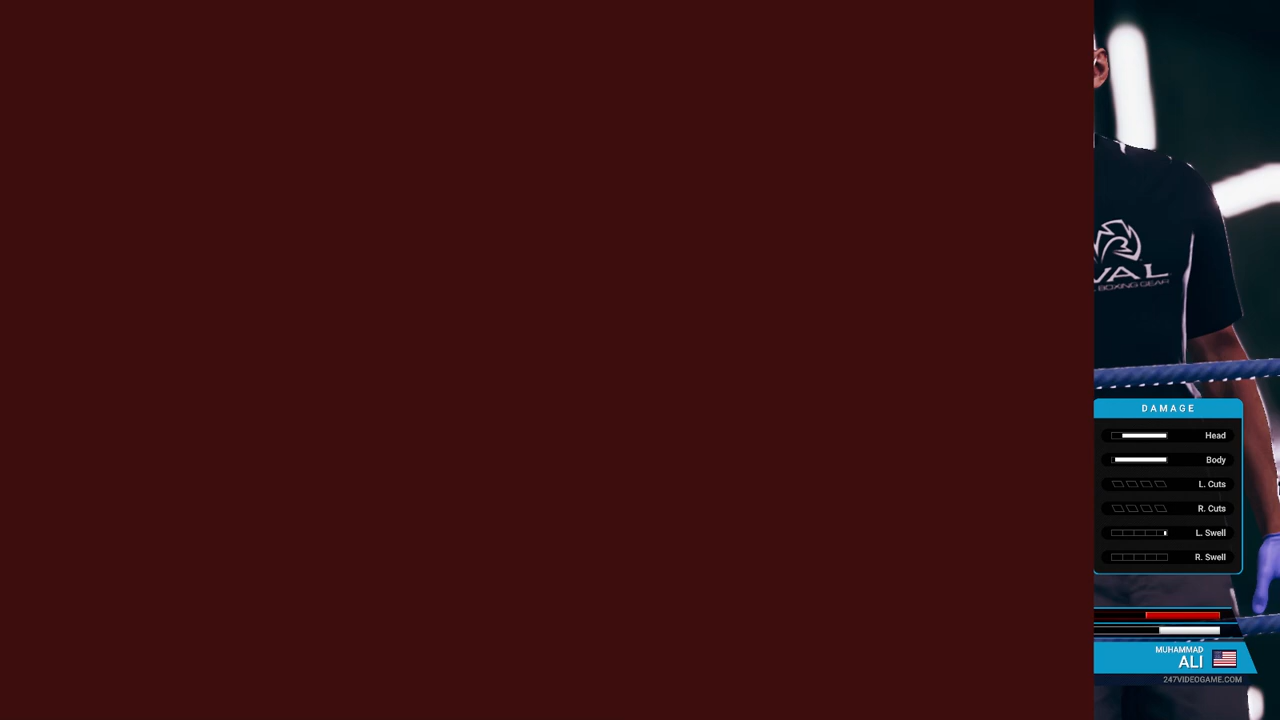 VAL
BOXING GEAR
DAMAGE
Head
Body
L. Cuts
R. Cuts
L. Swell
R. Swell
MUHAMMAD
ALI
247VIDEOGAME.COM